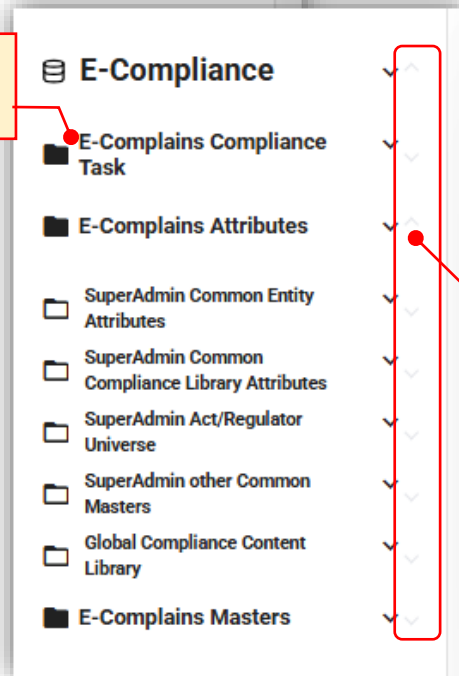 E-Compliance
E-Complains Compliance
Task
E-Complains Attributes
SuperAdmin Common Entity
Attributes
SuperAdmin Common
Compliance Library Attributes
SuperAdmin Act/Regulator
Universe
SuperAdmin other Common
Masters
Global Compliance Content
Library
E-Complains Masters